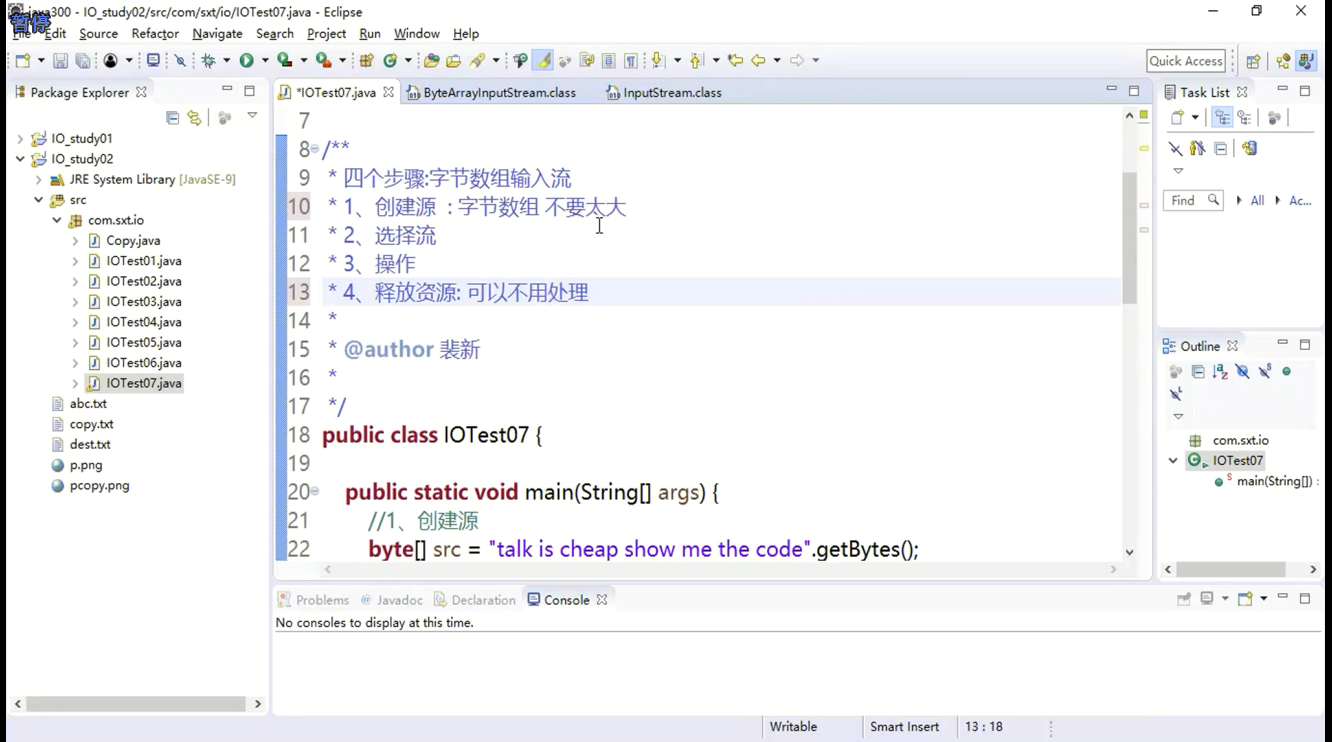 java300 - IO_study02/src/com/sxt/io/IOTest07.java - Eclipse
暂停
File Edit Source Refactor Navigate Search Project Run Window Help
Quick Access
Package Explorer
IO_study01
IO_study02
JRE System Library [JavaSE-9]
src
com.sxt.io
Copy.java
IOTest01.java
IOTest02.java
IOTest03.java
IOTest04.java
IOTest05.java
IOTest06.java
IOTest07.java
abc.txt
copy.txt
dest.txt
p.png
pcopy.png
*IOTest07.java ByteArrayInputStream.class InputStream.class
7
8 /**
9 * 四个步骤:字节数组输入流
10 * 1、创建源 : 字节数组 不要太大
11 * 2、选择流
12 * 3、操作
13 * 4、释放资源: 可以不用处理
14 *
15 * @author 裴新
16 *
17 */
18 public class IOTest07 {
19
20 public static void main(String[] args) {
21 //1、创建源
22 byte[] src = "talk is cheap show me the code".getBytes();
Problems @ Javadoc Declaration Console
No consoles to display at this time.
Task List
Find All Ac...
Outline
com.sxt.io
IOTest07
S main(String[]) :
Writable Smart Insert 13 : 18